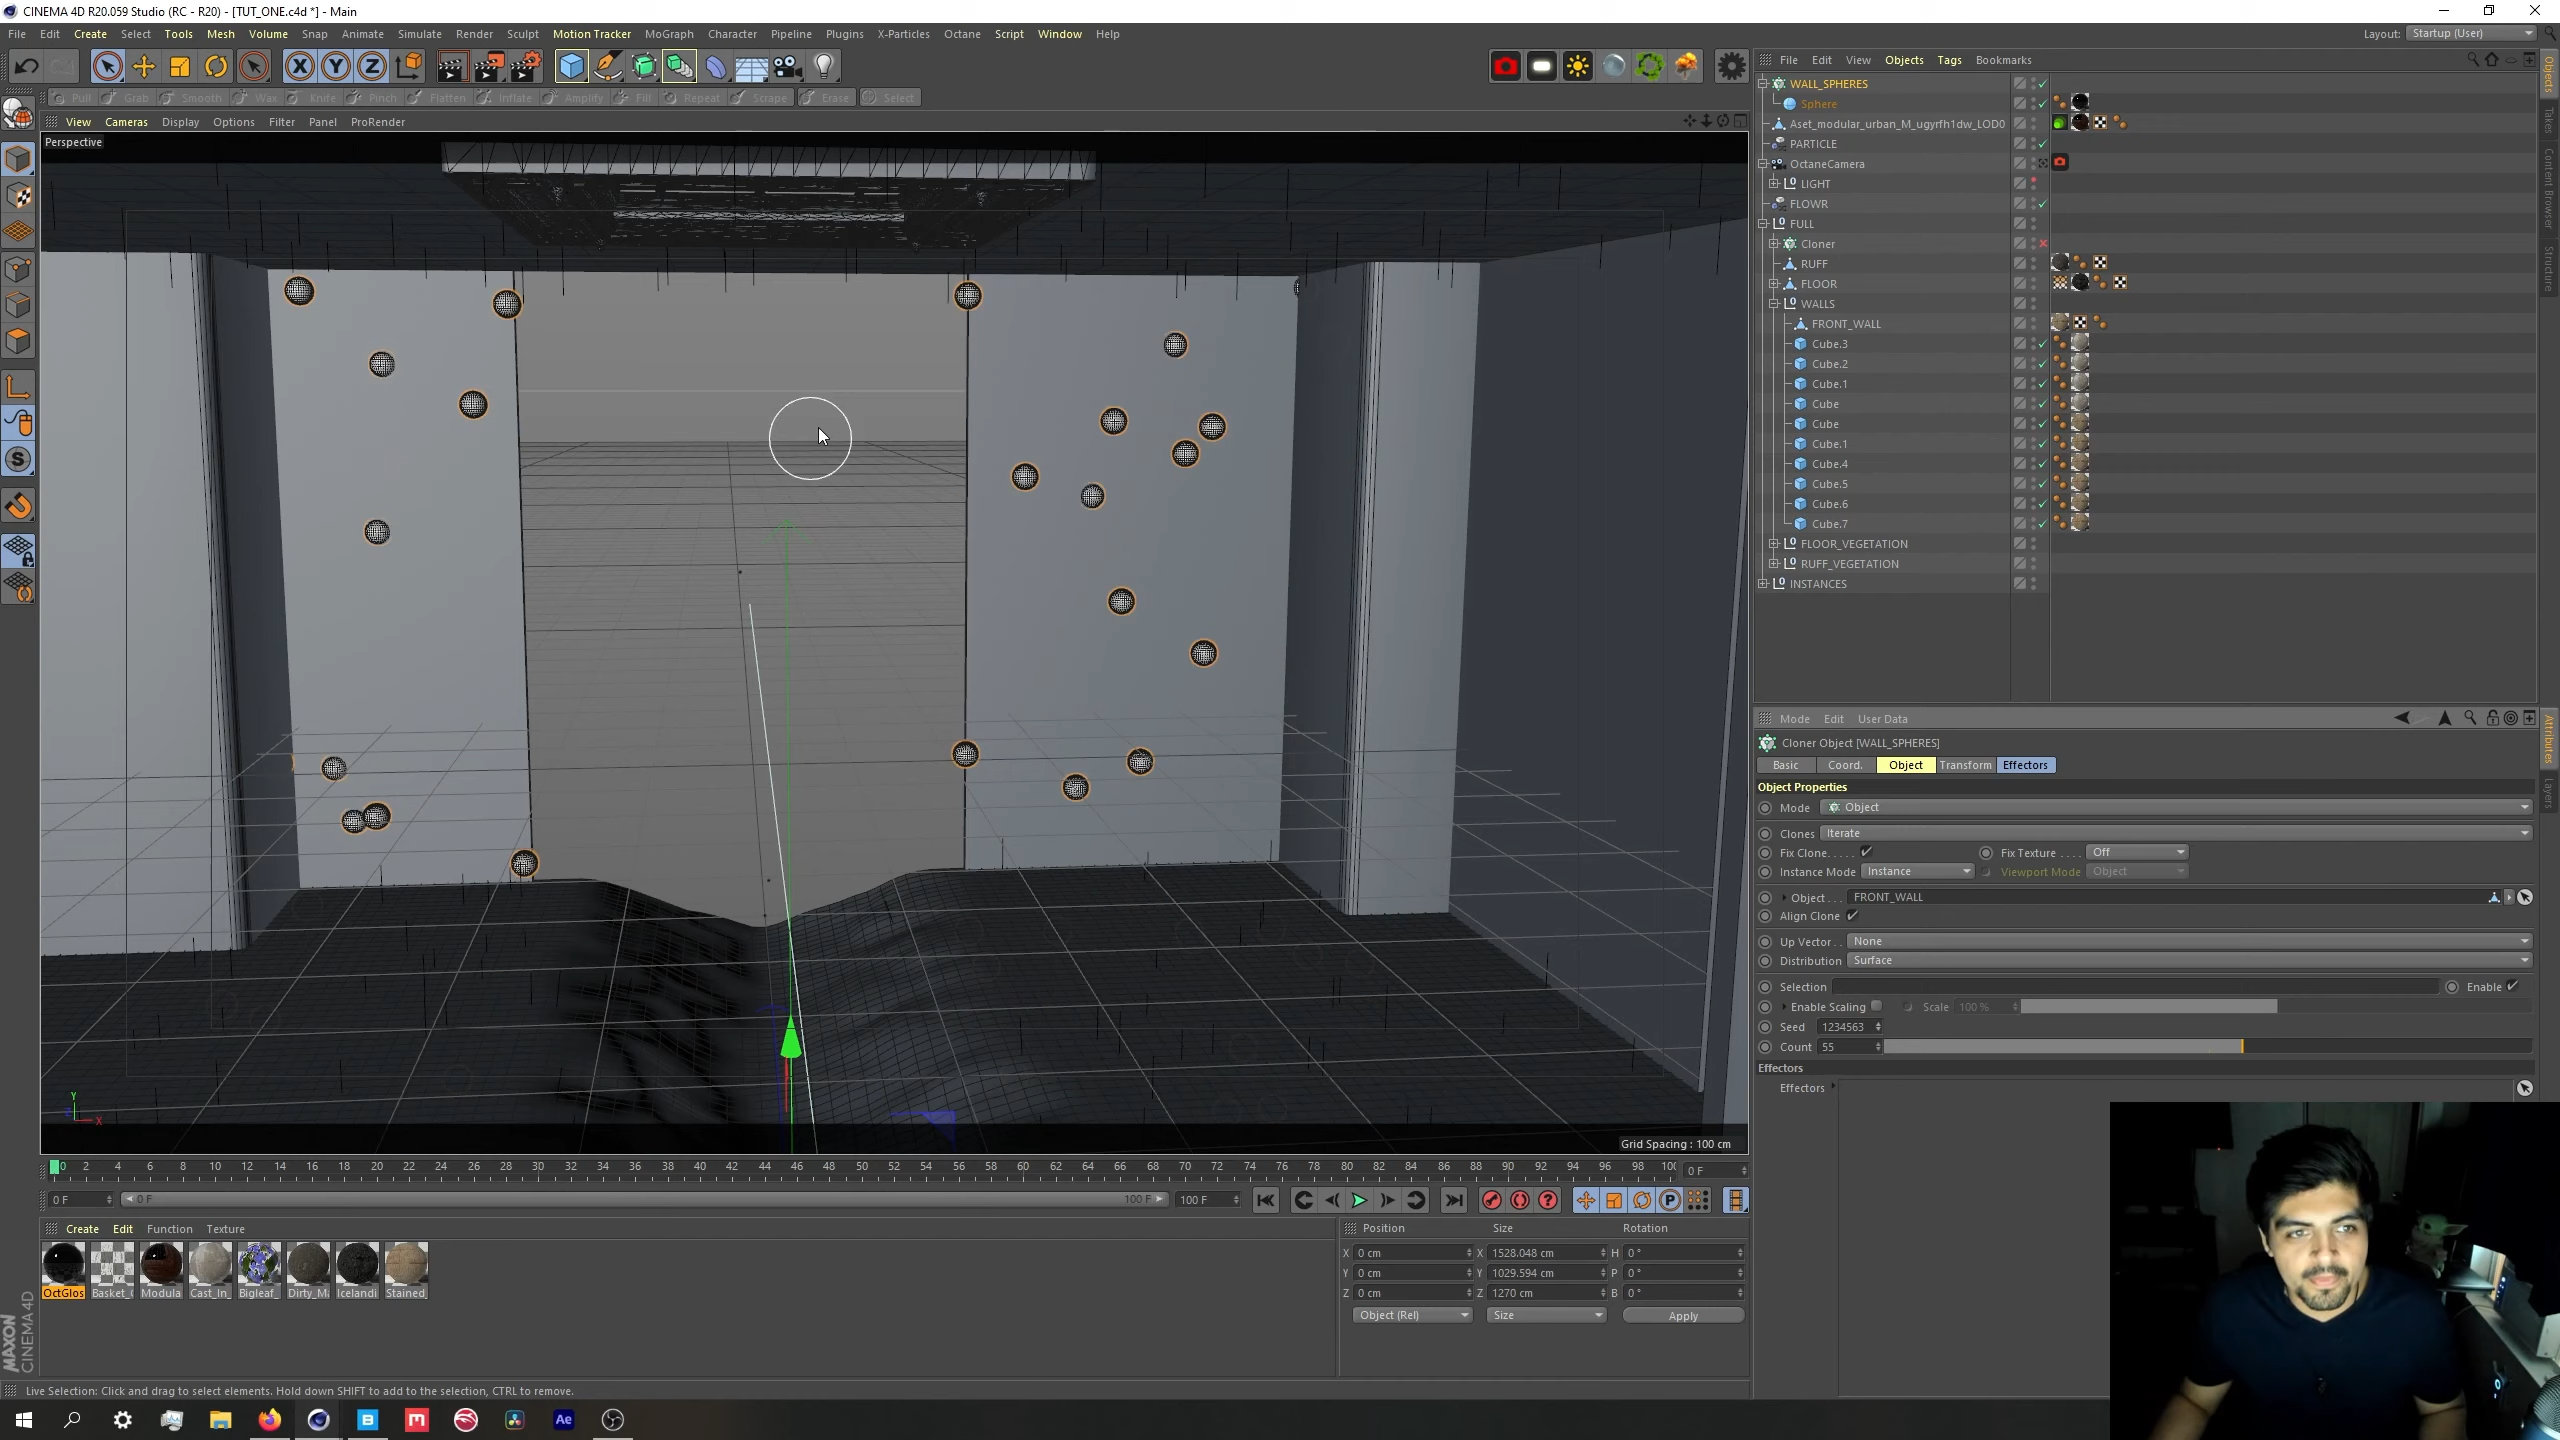 CINEMA 4D R20.059 Studio (RC - R20) - [TUT_ONE.c4d *] - Main
File Edit Create Select Tools Mesh Volume Snap Animate Simulate Render Sculpt Motion Tracker MoGraph Character Pipeline Plugins X-Particles Octane Script Window Help
Layout: Startup (User)
X Y Z
File Edit View Objects Tags Bookmarks
Pull Grab Smooth Wax Knife Pinch Flatten Inflate Amplify Fill Repeat Scrape Erase Select
View Cameras Display Options Filter Panel ProRender
Perspective
WALL_SPHERES
Sphere
Aset_modular_urban_M_ugyrfh1dw_LOD0
PARTICLE
OctaneCamera
LIGHT
FLOWR
FULL
Cloner
RUFF
FLOOR
WALLS
FRONT_WALL
Cube.3
Cube.2
Cube.1
Cube
Cube
Cube.1
Cube.4
Cube.5
Cube.6
Cube.7
FLOOR_VEGETATION
RUFF_VEGETATION
INSTANCES
Objects
Takes
Content Browser
Structure
Mode Edit User Data
Cloner Object [WALL_SPHERES]
Basic Coord. Object Transform Effectors
Object Properties
Mode Object
Clones Iterate
Fix Clone..... Fix Texture .... Off
Instance Mode Instance Viewport Mode Object
Object . . . FRONT_WALL
Align Clone
Up Vector . . None
Distribution Surface
Selection Enable
Enable Scaling Scale 100 %
Seed 1234563
Count 55
Effectors
Effectors
Attributes
Layers
Y
Z
X
Grid Spacing : 100 cm
0 2 4 6 8 10 12 14 16 18 20 22 24 26 28 30 32 34 36 38 40 42 44 46 48 50 52 54 56 58 60 62 64 66 68 70 72 74 76 78 80 82 84 86 88 90 92 94 96 98 100 0 F
0 F 0 F 100 F 100 F
Create Edit Function Texture
OctGlos Basket_ Modula Cast_In_ Bigleaf_ Dirty_M Icelandi Stained_
Position Size Rotation
X 0 cm X 1528.048 cm H 0 °
Y 0 cm Y 1029.594 cm P 0 °
Z 0 cm Z 1270 cm B 0 °
Object (Rel) Size Apply
MAXON
CINEMA4D
Live Selection: Click and drag to select elements. Hold down SHIFT to add to the selection, CTRL to remove.